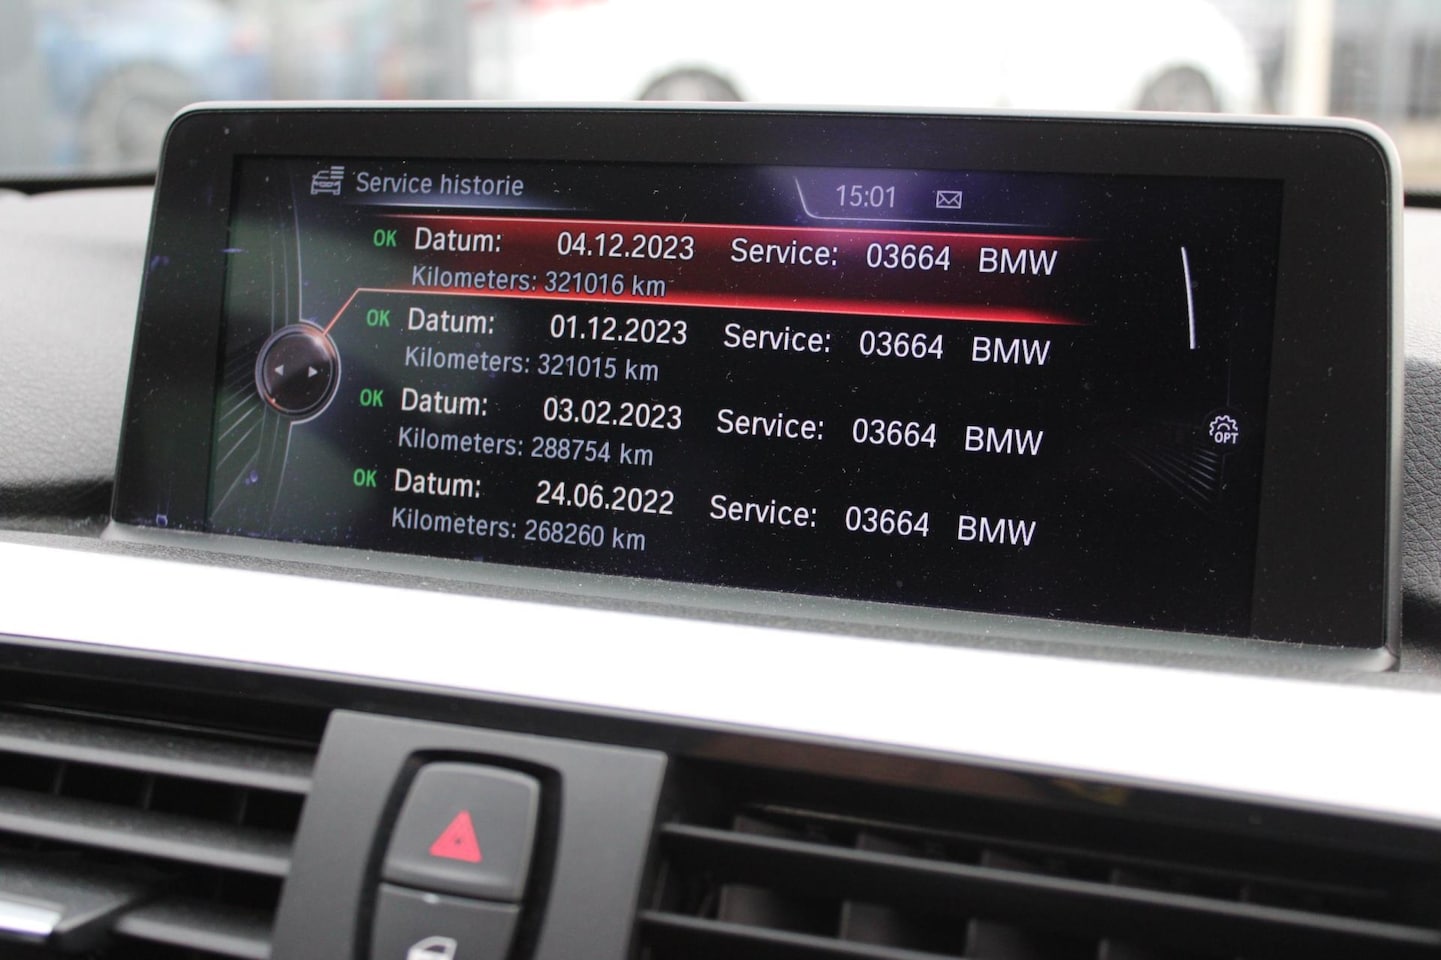 Service historie 15:01
OK Datum: 04.12.2023 Service: 03664 BMW
Kilometers: 321016 km
OK Datum: 01.12.2023 Service: 03664 BMW
Kilometers: 321015 km
OK Datum: 03.02.2023 Service: 03664 BMW
Kilometers: 288754 km
OPT
OK Datum: 24.06.2022 Service: 03664 BMW
Kilometers: 268260 km